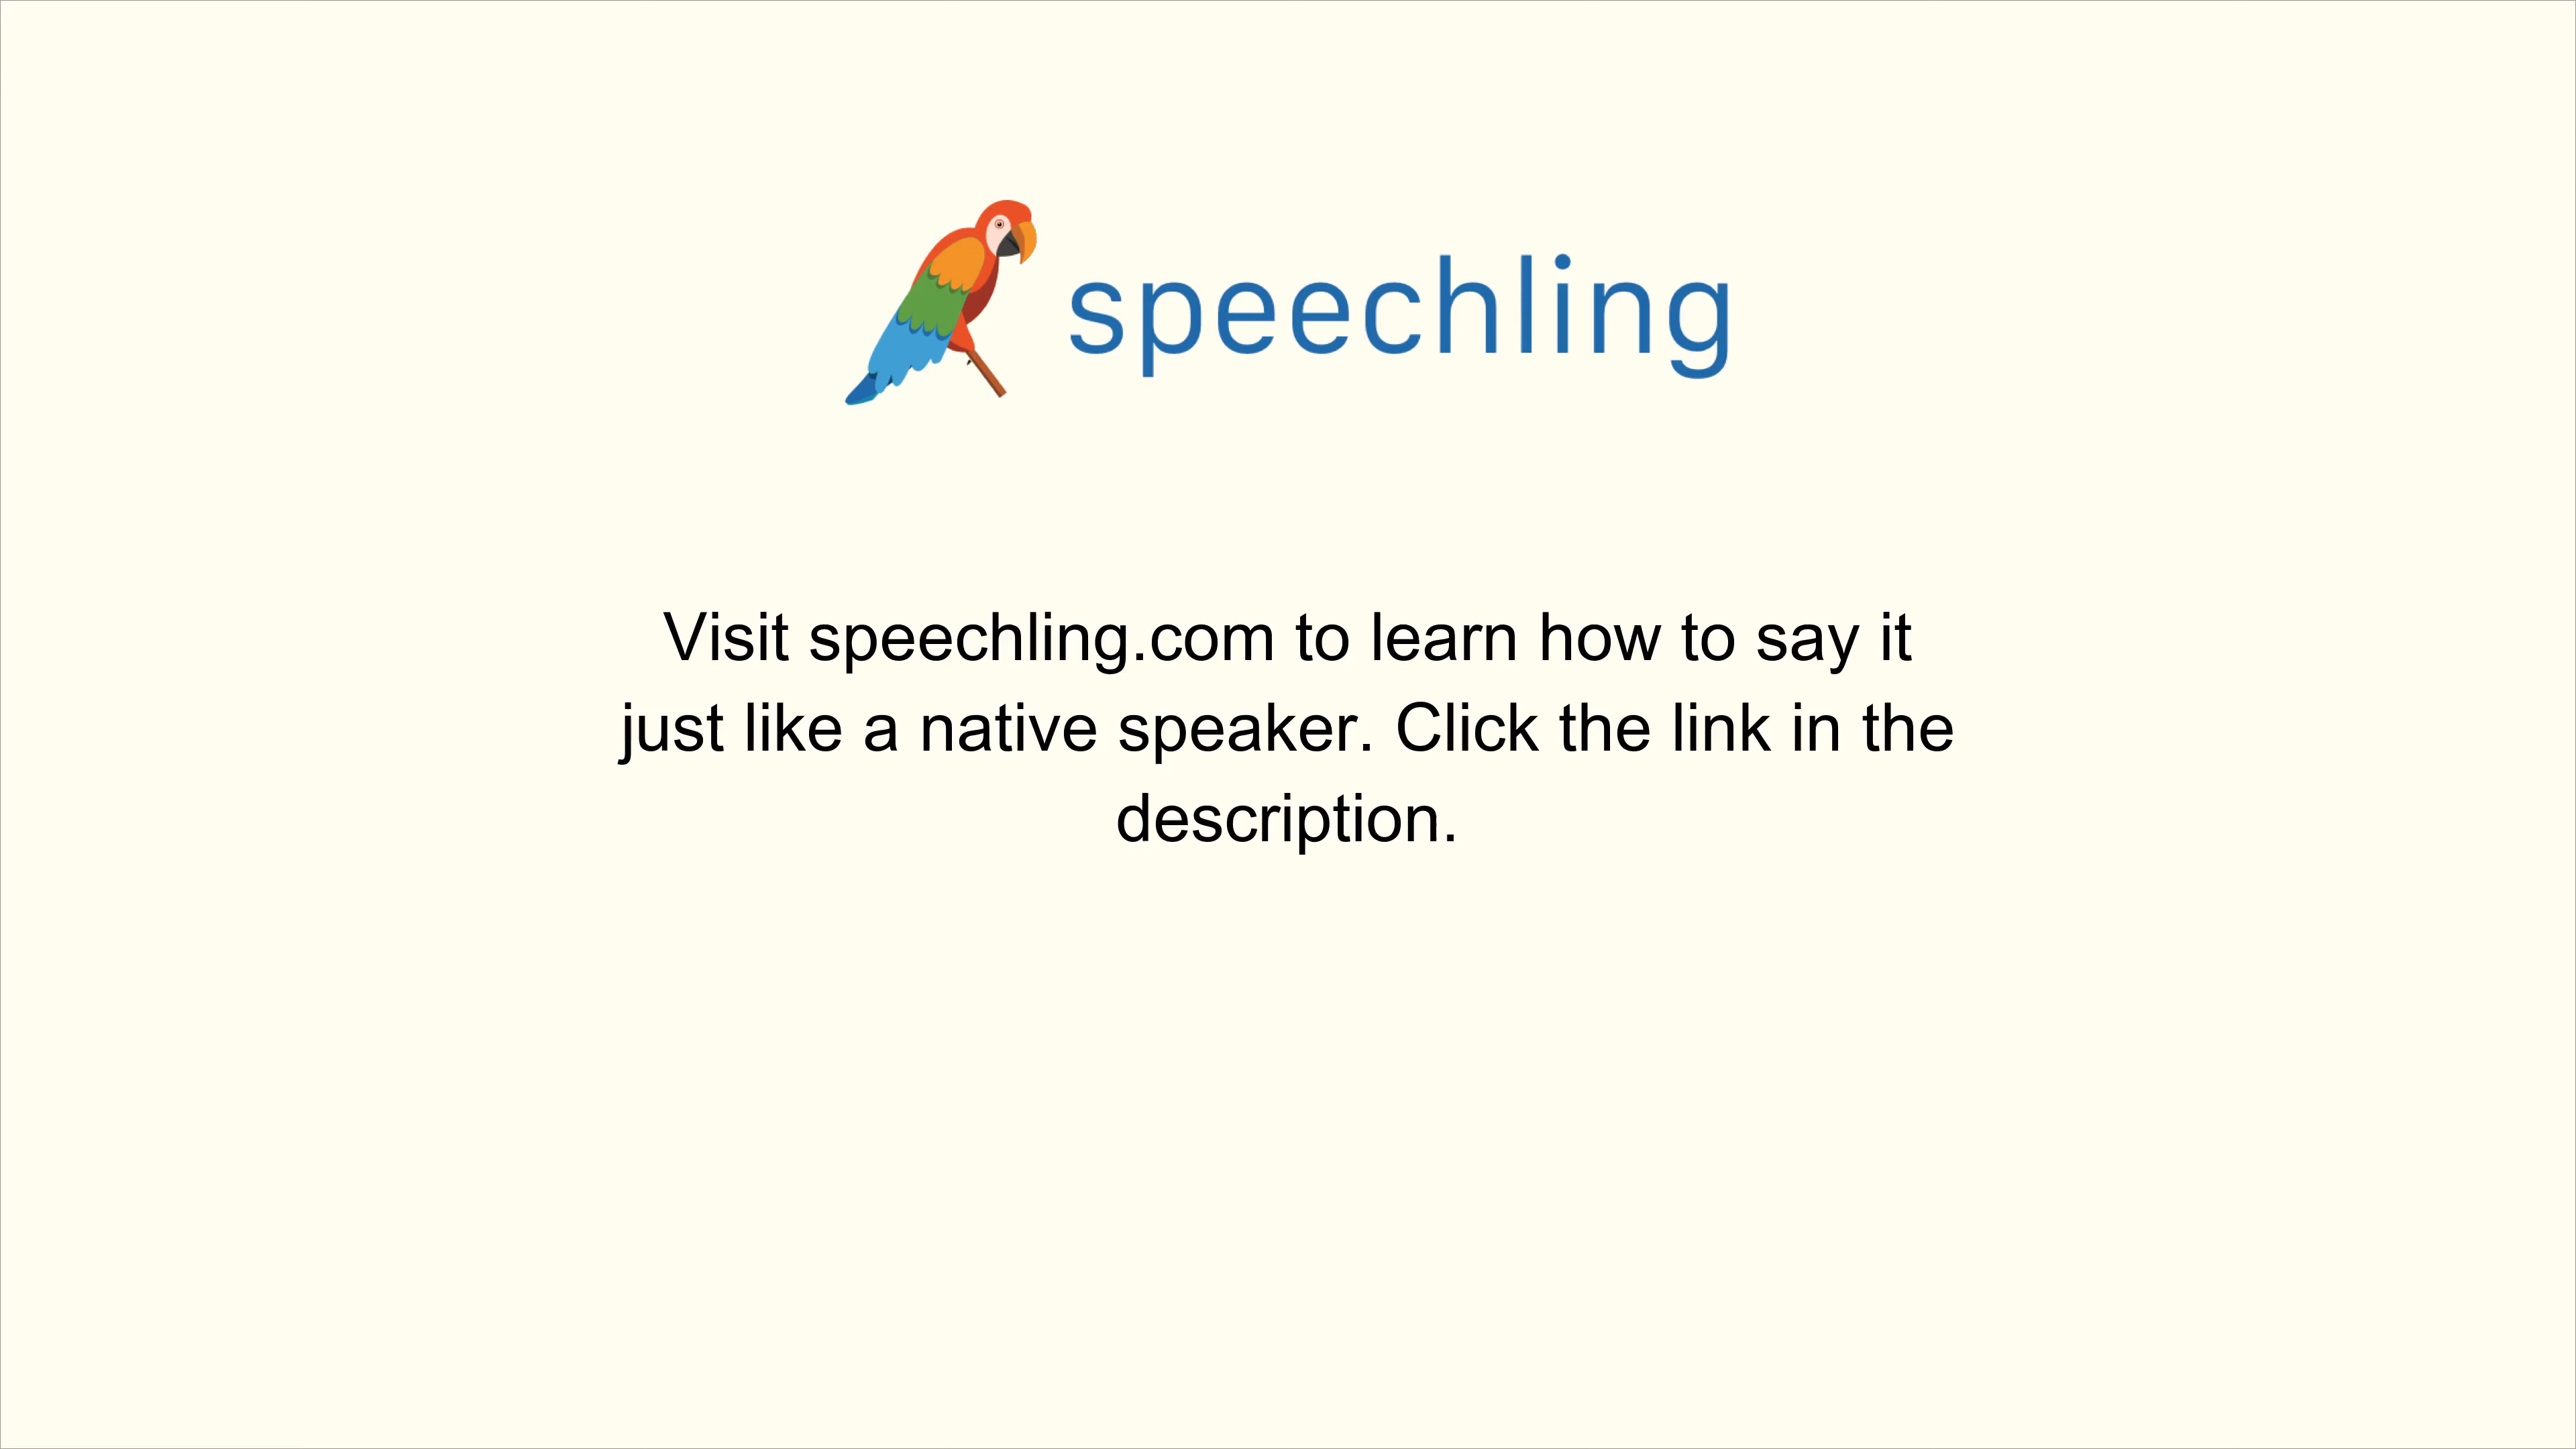 speechling
Visit speechling.com to learn how to say it
just like a native speaker. Click the link in the
description.